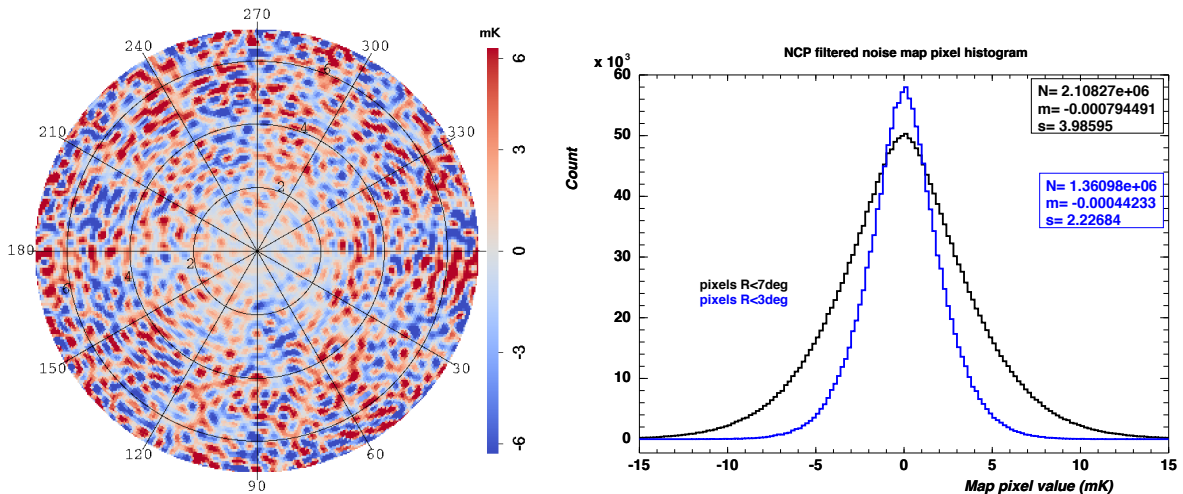 270
240
300
210
330
180
150
30
120
60
90
6
4
2
2
4
6
mK
6
3
0
-3
-6
NCP filtered noise map pixel histogram
x 10³
60
50
40
30
20
10
0
Count
N= 2.10827e+06
m= -0.000794491
s= 3.98595
N= 1.36098e+06
m= -0.00044233
s= 2.22684
pixels R<7deg
pixels R<3deg
-15
-10
-5
0
5
10
15
Map pixel value (mK)